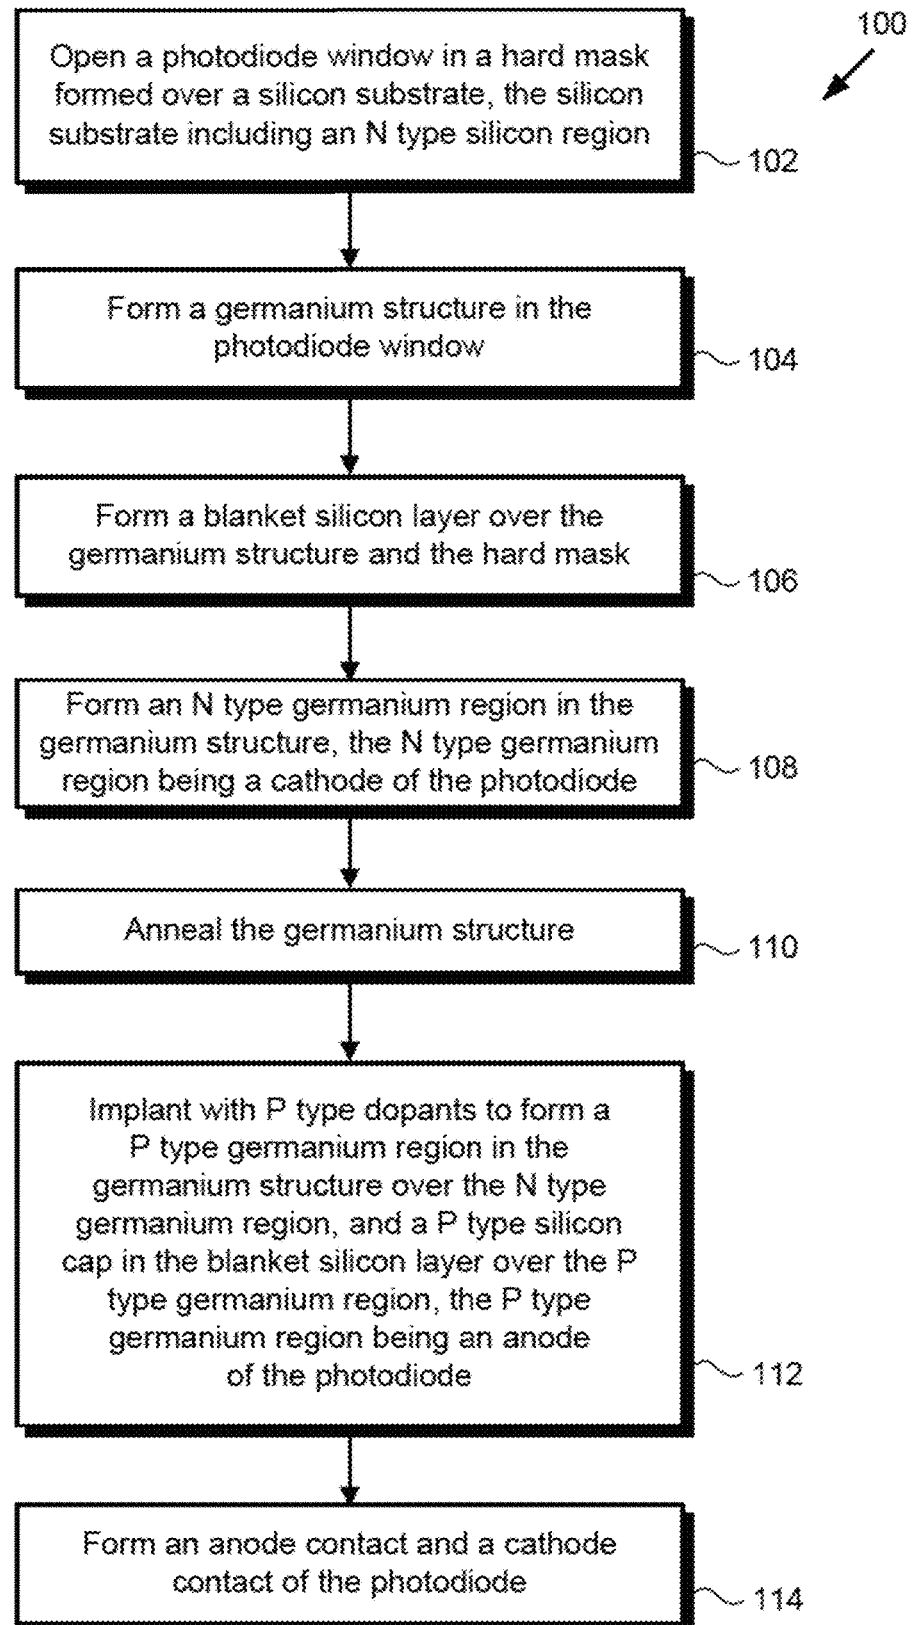 100
Open a photodiode window in a hard mask
formed over a silicon substrate, the silicon
substrate including an N type silicon region
102
Form a germanium structure in the
photodiode window
104
Form a blanket silicon layer over the
germanium structure and the hard mask
106
Form an N type germanium region in the
germanium structure, the N type germanium
region being a cathode of the photodiode
108
Anneal the germanium structure
110
Implant with P type dopants to form a
P type germanium region in the
germanium structure over the N type
germanium region, and a P type silicon
cap in the blanket silicon layer over the P
type germanium region, the P type
germanium region being an anode
of the photodiode
112
Form an anode contact and a cathode
contact of the photodiode
114